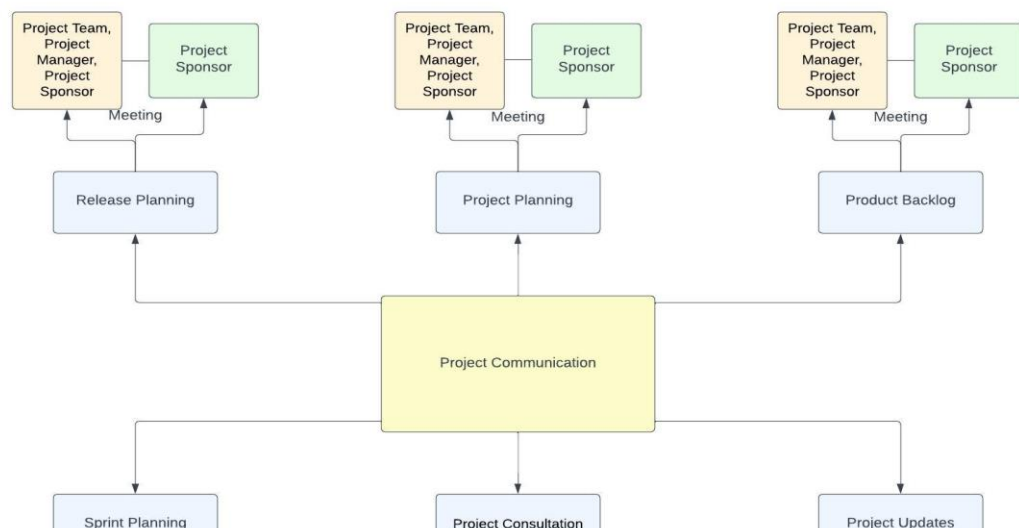 Project Team,
Project
Manager,
Project
Sponsor
Project
Sponsor
Project Team,
Project
Manager,
Project
Sponsor
Project
Sponsor
Project Team,
Project
Manager,
Project
Sponsor
Project
Sponsor
Meeting
Meeting
Meeting
Release Planning
Project Planning
Product Backlog
Project Communication
Sprint Planning
Project Consultation
Project Updates